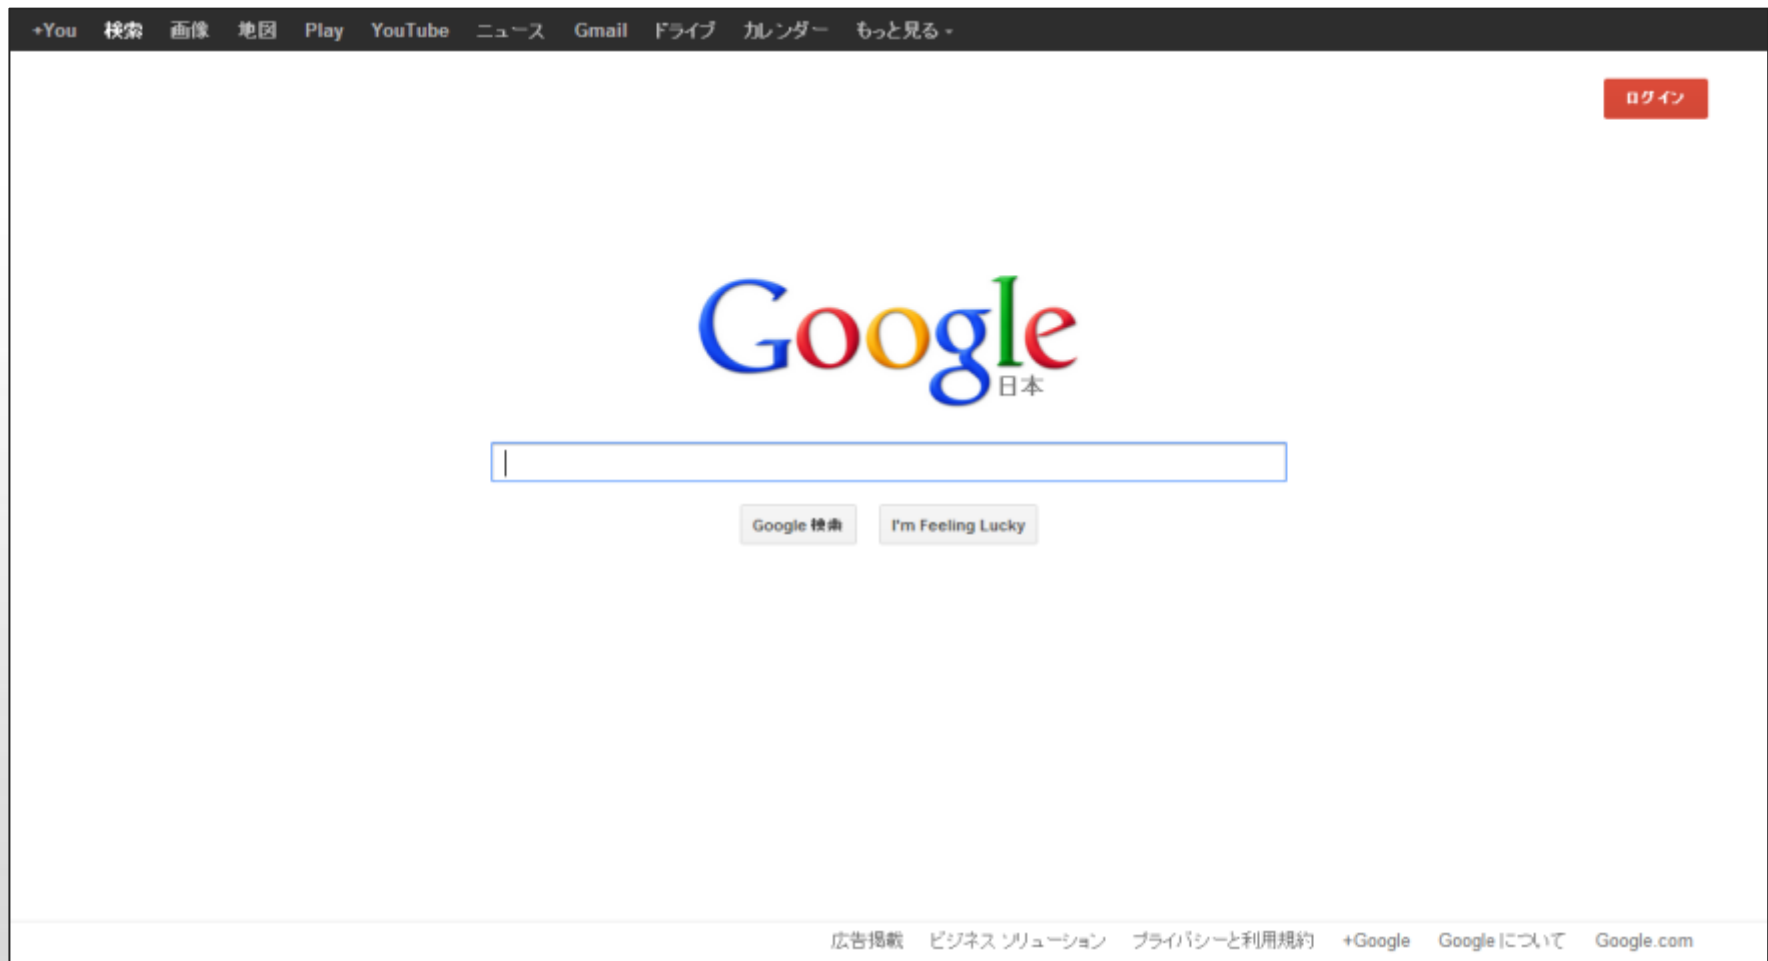 +You 検索 画像 地図 Play YouTube ニュース Gmail ドライブ カレンダー もっと見る
ログイン
Google
日本
Google 検索 I'm Feeling Lucky
広告掲載 ビジネス ソリューション プライバシーと利用規約 +Google Google について Google.com